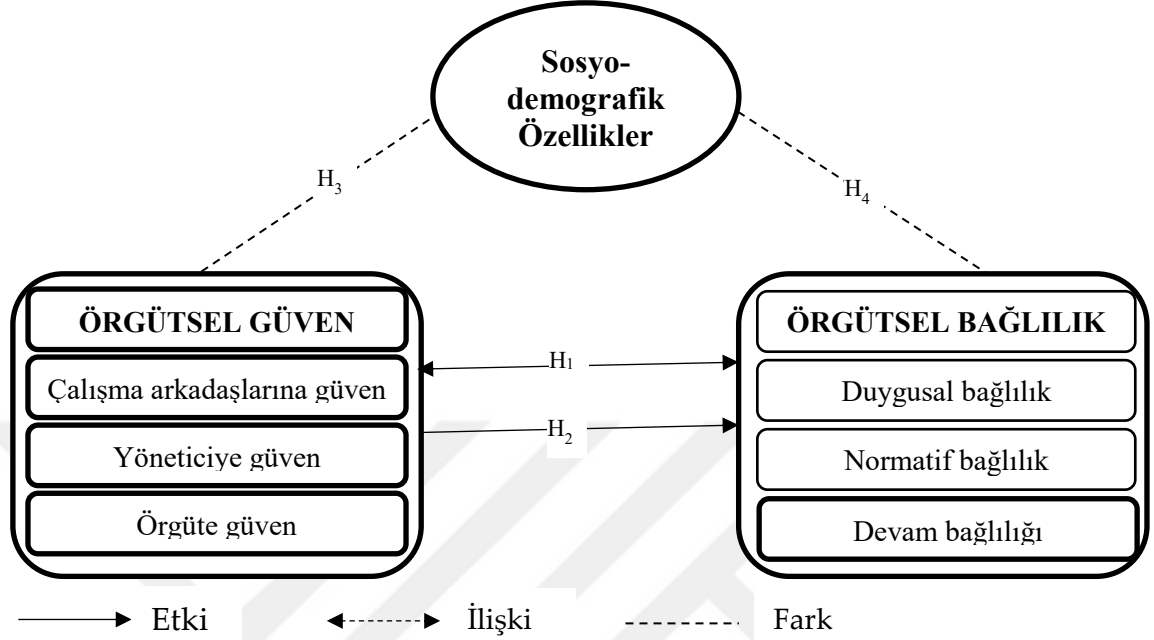 Sosyo-
demografik
Özellikler
H₃
H₄
ÖRGÜTSEL GÜVEN
Çalışma arkadaşlarına güven
Yöneticiye güven
Örgüte güven
H₁
H₂
ÖRGÜTSEL BAĞLILIK
Duygusal bağlılık
Normatif bağlılık
Devam bağlılığı
Etki
İlişki
Fark